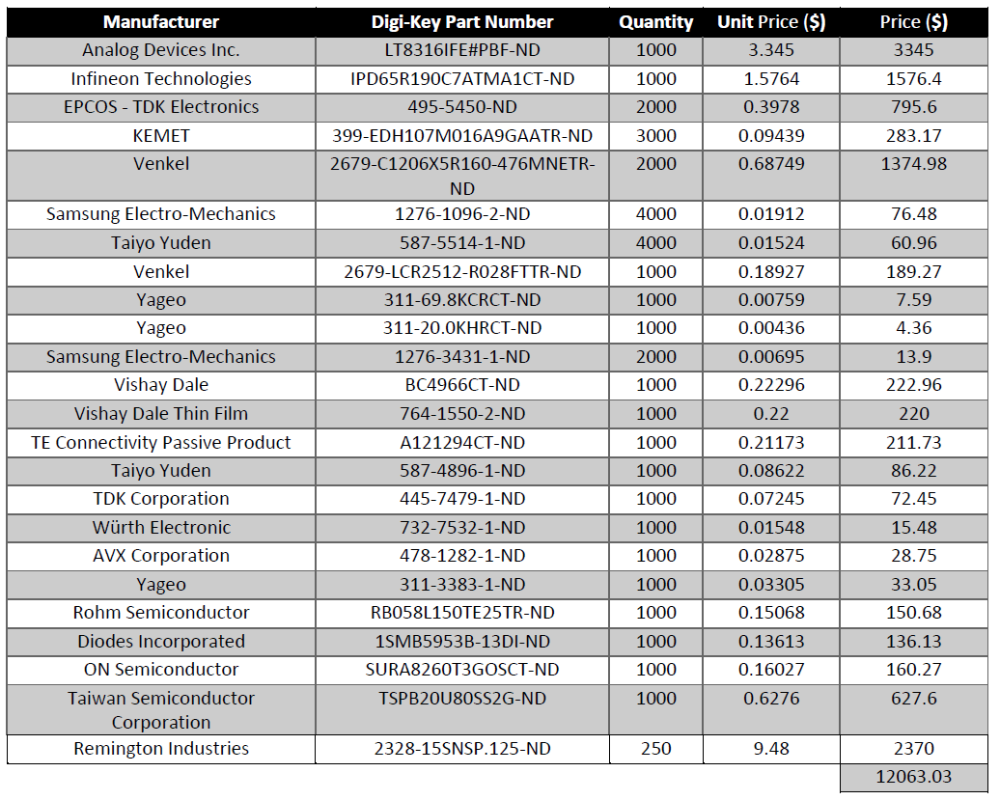 Manufacturer Digi-Key Part Number Quantity Unit Price ($) Price ($)
Analog Devices Inc. LT8316IFE#PBF-ND 1000 3.345 3345
Infineon Technologies IPD65R190C7ATMA1CT-ND 1000 1.5764 1576.4
EPCOS - TDK Electronics 495-5450-ND 2000 0.3978 795.6
KEMET 399-EDH107M016A9GAATR-ND 3000 0.09439 283.17
Venkel 2679-C1206X5R160-476MNETR- 2000 0.68749 1374.98
ND
Samsung Electro-Mechanics 1276-1096-2-ND 4000 0.01912 76.48
Taiyo Yuden 587-5514-1-ND 4000 0.01524 60.96
Venkel 2679-LCR2512-R028FTTR-ND 1000 0.18927 189.27
Yageo 311-69.8KCRCT-ND 1000 0.00759 7.59
Yageo 311-20.0KHRCT-ND 1000 0.00436 4.36
Samsung Electro-Mechanics 1276-3431-1-ND 2000 0.00695 13.9
Vishay Dale BC4966CT-ND 1000 0.22296 222.96
Vishay Dale Thin Film 764-1550-2-ND 1000 0.22 220
TE Connectivity Passive Product A121294CT-ND 1000 0.21173 211.73
Taiyo Yuden 587-4896-1-ND 1000 0.08622 86.22
TDK Corporation 445-7479-1-ND 1000 0.07245 72.45
Würth Electronic 732-7532-1-ND 1000 0.01548 15.48
AVX Corporation 478-1282-1-ND 1000 0.02875 28.75
Yageo 311-3383-1-ND 1000 0.03305 33.05
Rohm Semiconductor RB058L150TE25TR-ND 1000 0.15068 150.68
Diodes Incorporated 1SMB5953B-13DI-ND 1000 0.13613 136.13
ON Semiconductor SURA8260T3GOSCT-ND 1000 0.16027 160.27
Taiwan Semiconductor TSPB20U80SS2G-ND 1000 0.6276 627.6
Corporation
Remington Industries 2328-15SNSP.125-ND 250 9.48 2370
12063.03